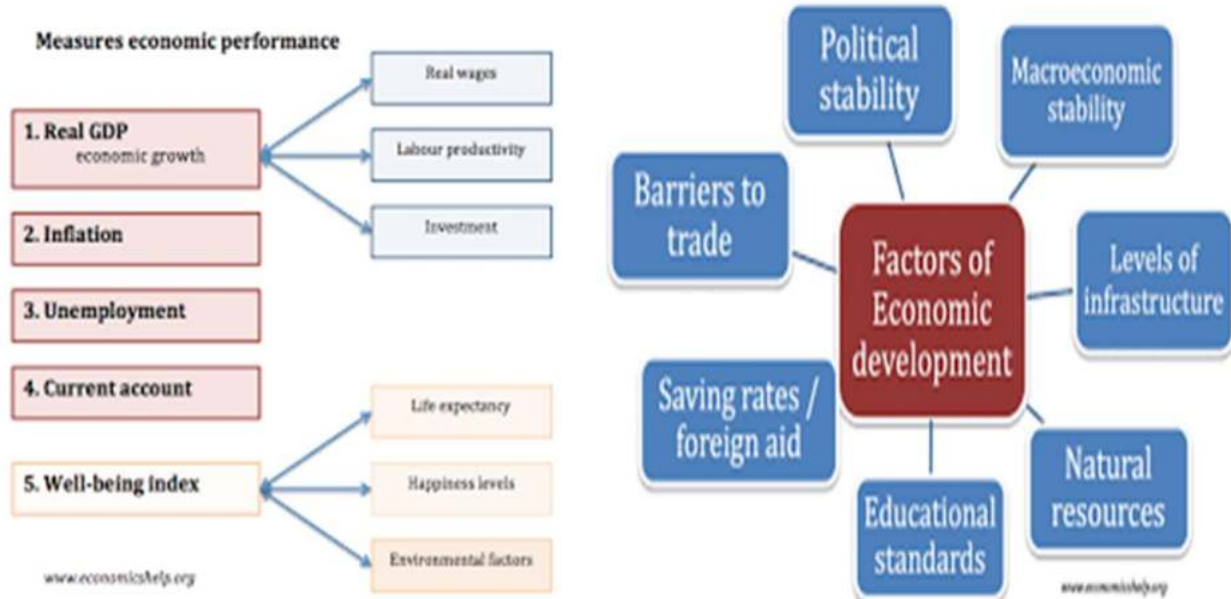 Measures economic performance
1. Real GDP
economic growth
Real wages
Labour productivity
Investment
2. Inflation
3. Unemployment
4. Current account
5. Well-being index
Life expectancy
Happiness levels
Environmental factors
www.economicshelp.org
Political
stability
Macroeconomic
stability
Barriers to
trade
Factors of
Economic
development
Levels of
infrastructure
Saving rates /
foreign aid
Educational
standards
Natural
resources
www.economicshelp.org